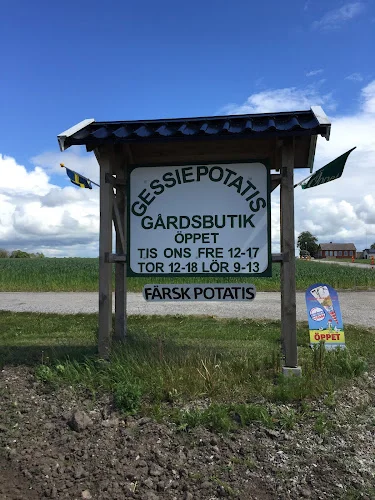 GESSIEPOTATIS
GÅRDSBUTIK
ÖPPET
TIS ONS FRE 12-17
TOR 12-18 LÖR 9-13
FÄRSK POTATIS
ÖPPET